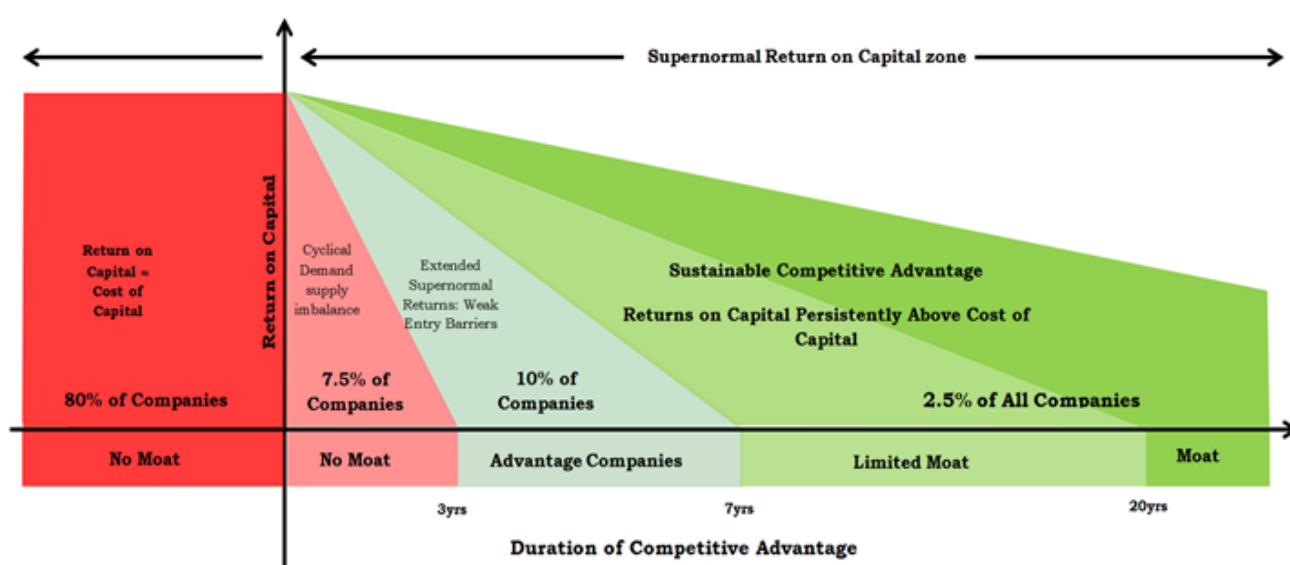 Supernormal Return on Capital zone
Return on Capital
Return on
Capital ≈
Cost of
Capital
Cyclical
Demand
supply
imbalance
Extended
Supernormal
Returns: Weak
Entry Barriers
Sustainable Competitive Advantage
Returns on Capital Persistently Above Cost of
Capital
80% of Companies
7.5% of
Companies
10% of
Companies
2.5% of All Companies
No Moat
No Moat
Advantage Companies
Limited Moat
Moat
3yrs
7yrs
20yrs
Duration of Competitive Advantage